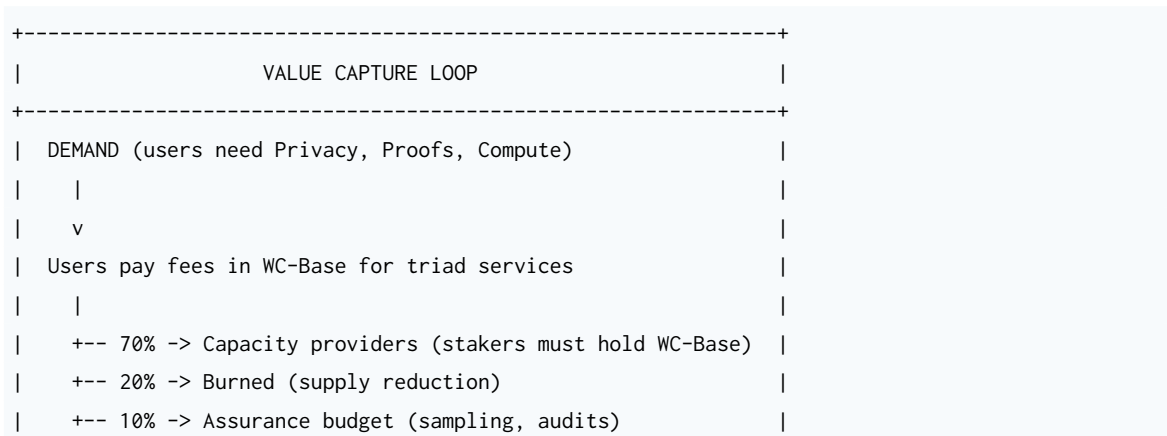 +---------------------------------------------------------------+
|                     VALUE CAPTURE LOOP                        |
+---------------------------------------------------------------+
|  DEMAND (users need Privacy, Proofs, Compute)                 |
|    |                                                          |
|    v                                                          |
|  Users pay fees in WC-Base for triad services                 |
|    |                                                          |
|    +-- 70% -> Capacity providers (stakers must hold WC-Base)  |
|    +-- 20% -> Burned (supply reduction)                       |
|    +-- 10% -> Assurance budget (sampling, audits)             |